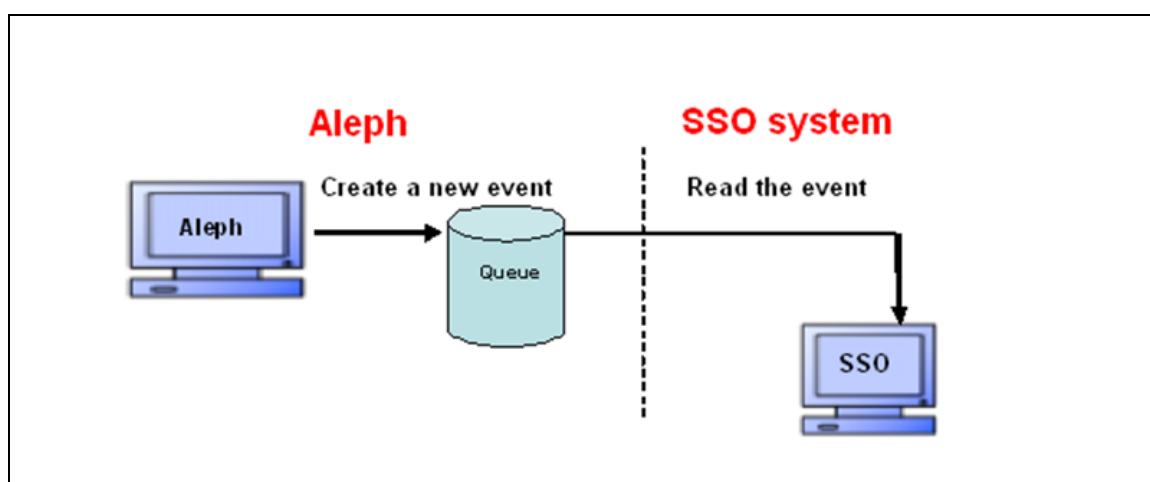 Aleph
SSO system
Create a new event
Read the event
Aleph
Queue
SSO